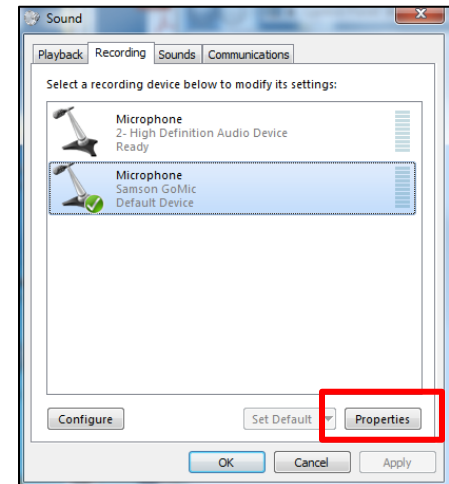 Sound
Playback Recording Sounds Communications
Select a recording device below to modify its settings:
Microphone
2- High Definition Audio Device
Ready
Microphone
Samson GoMic
Default Device
Configure Set Default Properties
OK Cancel Apply